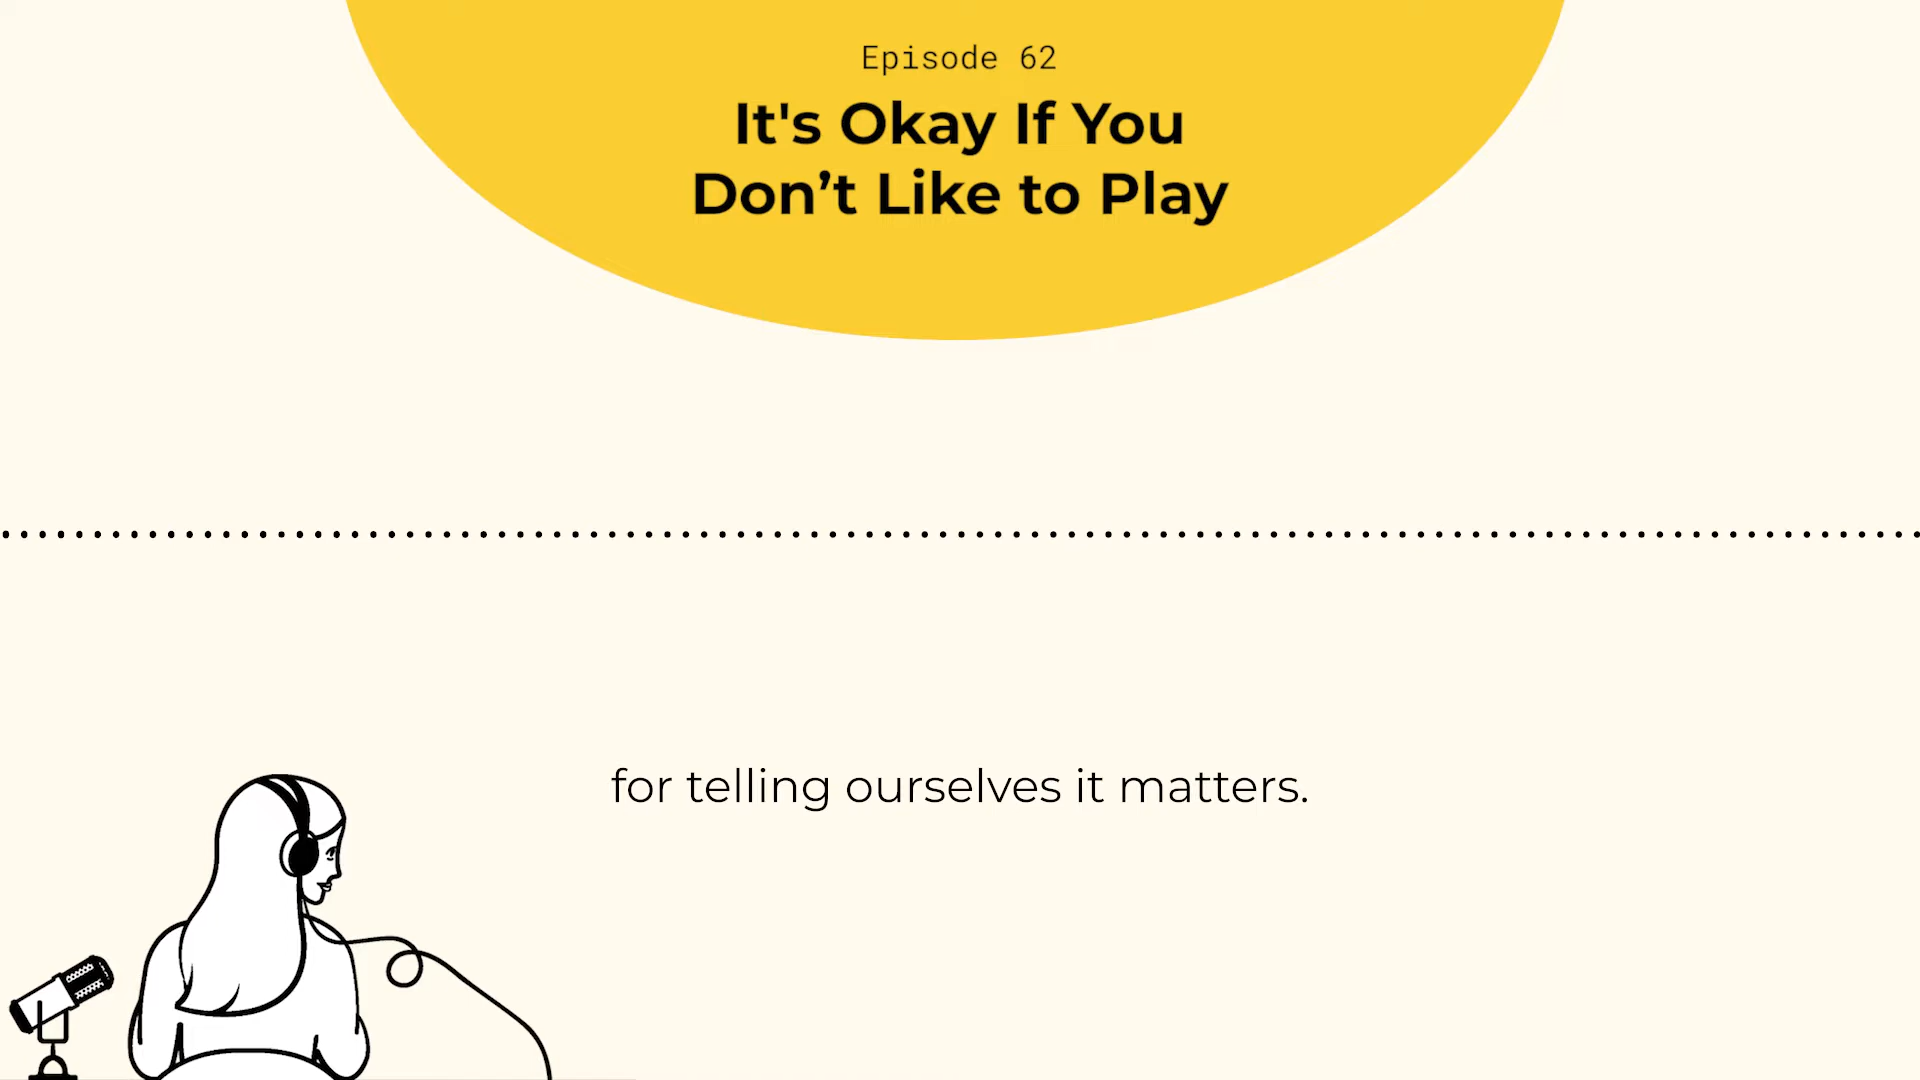 Episode 62
It's Okay If You
Don’t Like to Play
for telling ourselves it matters.